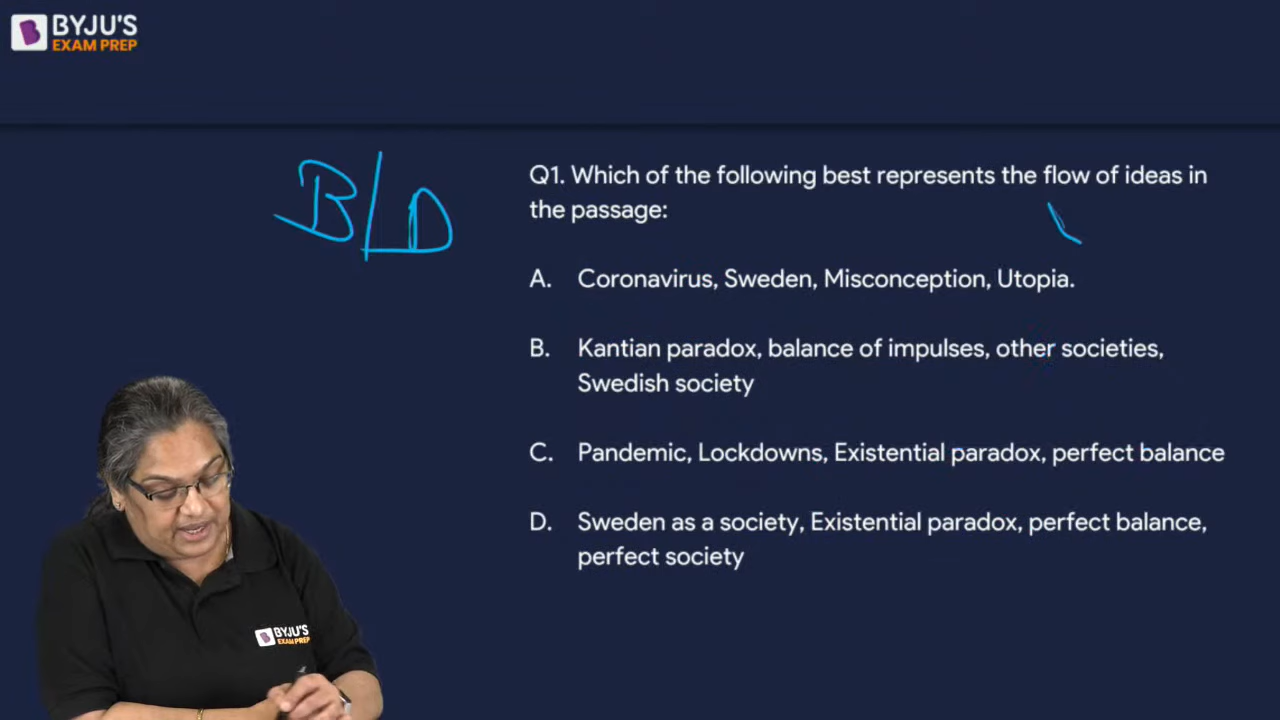 BYJU'S
EXAM PREP
B/D
Q1. Which of the following best represents the flow of ideas in
the passage:
A. Coronavirus, Sweden, Misconception, Utopia.
B. Kantian paradox, balance of impulses, other societies,
Swedish society
C. Pandemic, Lockdowns, Existential paradox, perfect balance
D. Sweden as a society, Existential paradox, perfect balance,
perfect society
BYJU'S
EXAM PREP